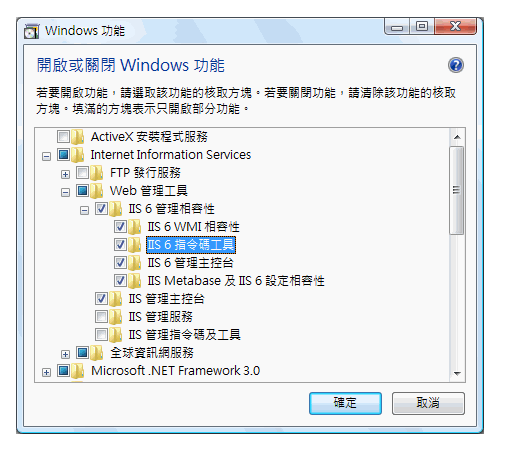 Windows 功能
開啟或關閉 Windows 功能
若要開啟功能，請選取該功能的核取方塊。若要關閉功能，請清除該功能的核取
方塊。填滿的方塊表示只開啟部分功能。
ActiveX 安裝程式服務
Internet Information Services
FTP 發行服務
Web 管理工具
IIS 6 管理相容性
IIS 6 WMI 相容性
IIS 6 指令碼工具
IIS 6 管理主控台
IIS Metabase 及 IIS 6 設定相容性
IIS 管理主控台
IIS 管理服務
IIS 管理指令碼及工具
全球資訊網服務
Microsoft .NET Framework 3.0
確定
取消